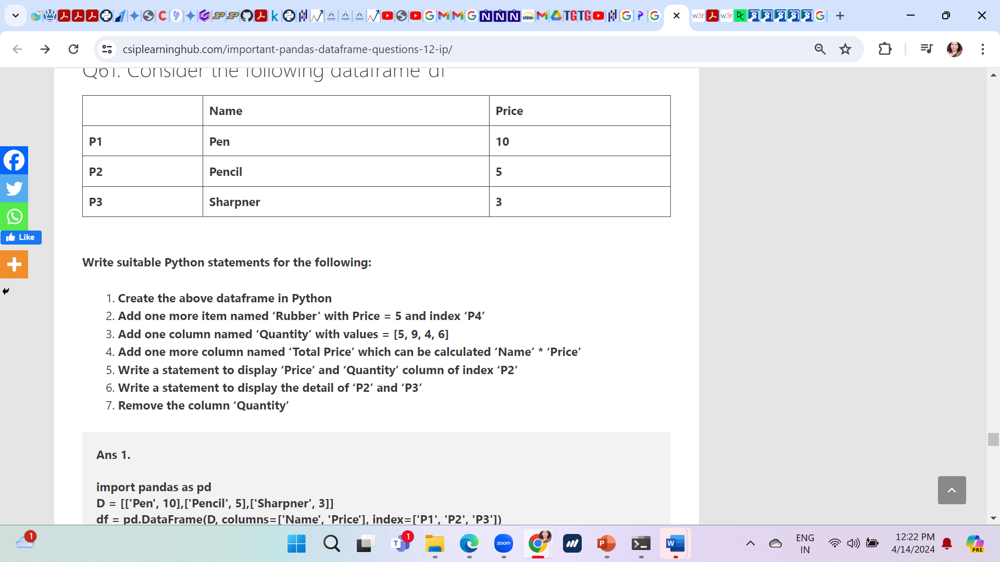 csiplearninghub.com/important-pandas-dataframe-questions-12-ip/
Q61. Consider the following dataframe 'df'
Name Price
P1 Pen 10
P2 Pencil 5
P3 Sharpner 3
Like
Write suitable Python statements for the following:
1. Create the above dataframe in Python
2. Add one more item named ‘Rubber’ with Price = 5 and index ‘P4’
3. Add one column named ‘Quantity’ with values = [5, 9, 4, 6]
4. Add one more column named ‘Total Price’ which can be calculated ‘Name’ * ‘Price’
5. Write a statement to display ‘Price’ and ‘Quantity’ column of index ‘P2’
6. Write a statement to display the detail of ‘P2’ and ‘P3’
7. Remove the column ‘Quantity’
Ans 1.
import pandas as pd
D = [['Pen', 10],['Pencil', 5],['Sharpner', 3]]
df = pd.DataFrame(D, columns=['Name', 'Price'], index=['P1', 'P2', 'P3'])
1
1
zoom
ENG
IN
12:22 PM
4/14/2024
PRE